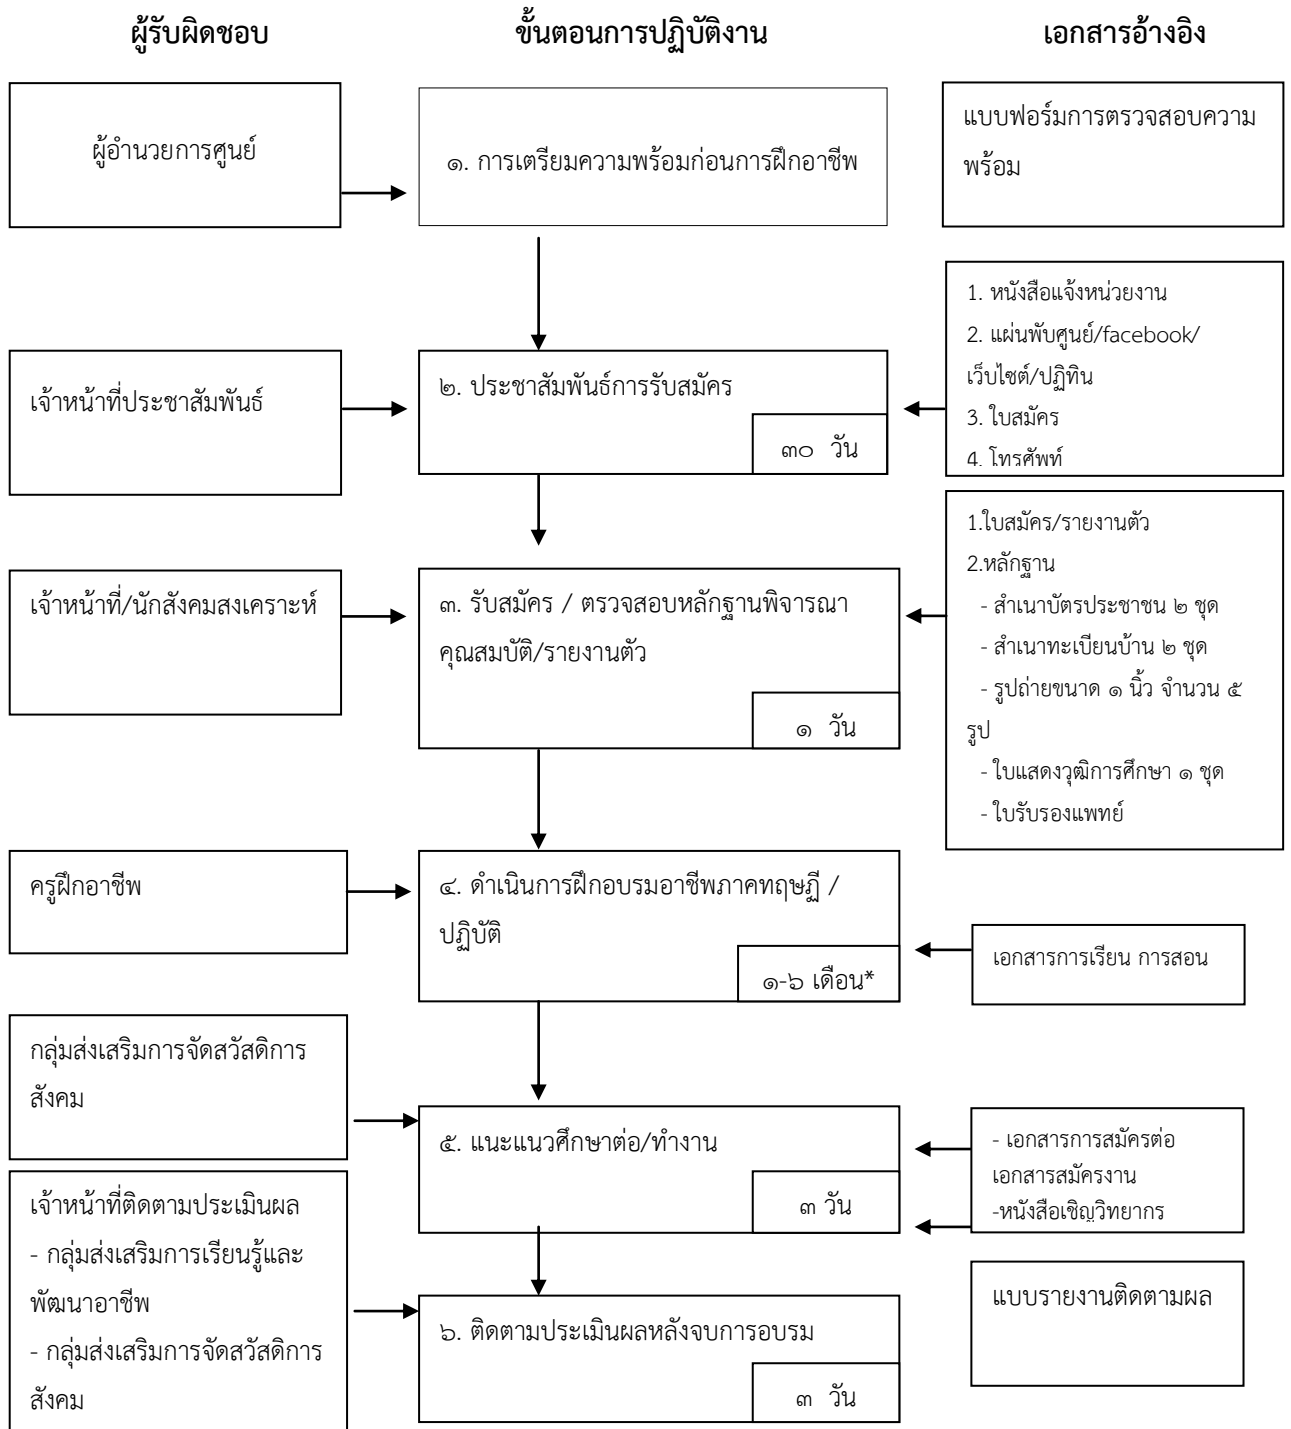 ผู้รับผิดชอบ
ขั้นตอนการปฏิบัติงาน
เอกสารอ้างอิง
ผู้อำนวยการศูนย์
๑. การเตรียมความพร้อมก่อนการฝึกอาชีพ
แบบฟอร์มการตรวจสอบความ
พร้อม
เจ้าหน้าที่ประชาสัมพันธ์
๒. ประชาสัมพันธ์การรับสมัคร
๓๐ วัน
1. หนังสือแจ้งหน่วยงาน
2. แผ่นพับศูนย์/facebook/
เว็บไซต์/ปฏิทิน
3. ใบสมัคร
4. โทรศัพท์
เจ้าหน้าที่/นักสังคมสงเคราะห์
๓. รับสมัคร / ตรวจสอบหลักฐานพิจารณา
คุณสมบัติ/รายงานตัว
๑ วัน
1.ใบสมัคร/รายงานตัว
2.หลักฐาน
- สำเนาบัตรประชาชน ๒ ชุด
- สำเนาทะเบียนบ้าน ๒ ชุด
- รูปถ่ายขนาด ๑ นิ้ว จำนวน ๕
รูป
- ใบแสดงวุฒิการศึกษา ๑ ชุด
- ใบรับรองแพทย์
ครูฝึกอาชีพ
๔. ดำเนินการฝึกอบรมอาชีพภาคทฤษฎี /
ปฏิบัติ
๑-๖ เดือน*
เอกสารการเรียน การสอน
กลุ่มส่งเสริมการจัดสวัสดิการ
สังคม
๕. แนะแนวศึกษาต่อ/ทำงาน
๓ วัน
- เอกสารการสมัครต่อ
เอกสารสมัครงาน
-หนังสือเชิญวิทยากร
เจ้าหน้าที่ติดตามประเมินผล
- กลุ่มส่งเสริมการเรียนรู้และ
พัฒนาอาชีพ
- กลุ่มส่งเสริมการจัดสวัสดิการ
สังคม
๖. ติดตามประเมินผลหลังจบการอบรม
๓ วัน
แบบรายงานติดตามผล